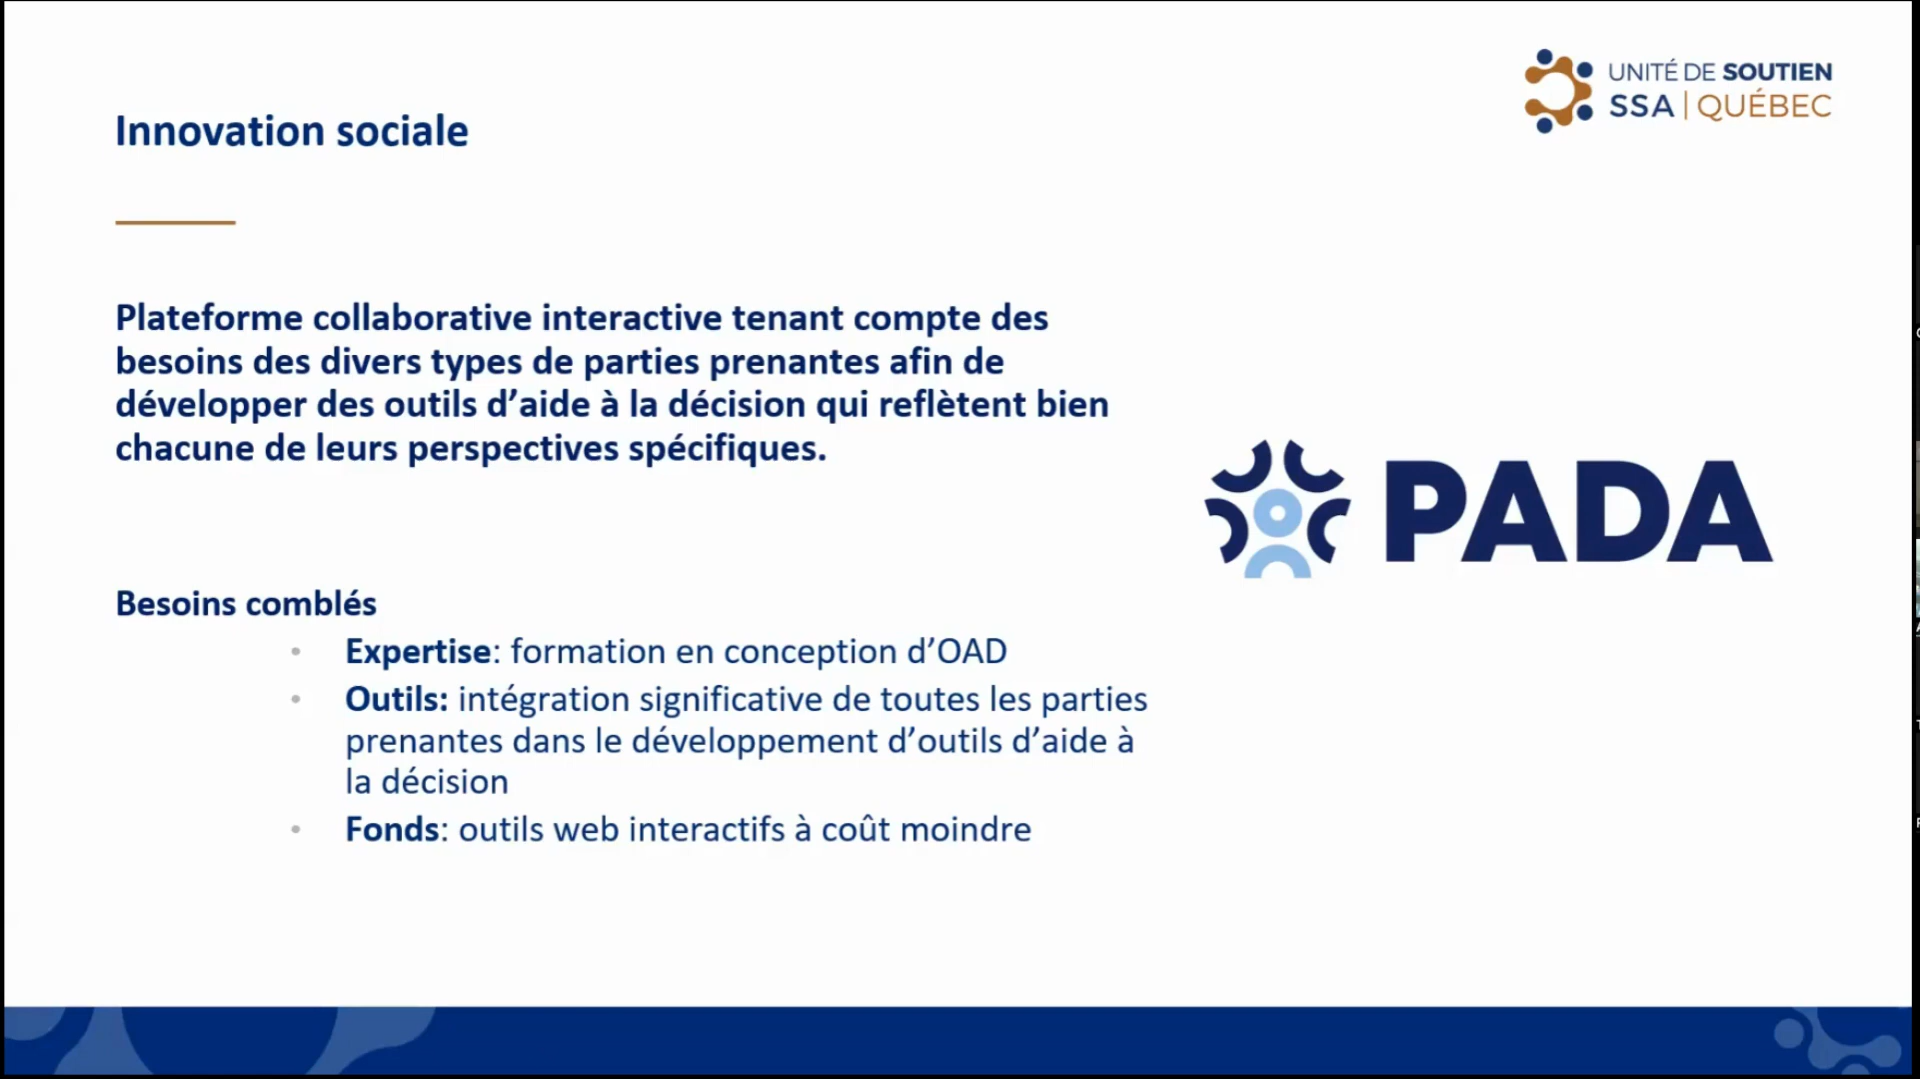 UNITÉ DE SOUTIEN
SSA | QUÉBEC
Innovation sociale
Plateforme collaborative interactive tenant compte des
besoins des divers types de parties prenantes afin de
développer des outils d’aide à la décision qui reflètent bien
chacune de leurs perspectives spécifiques.
PADA
Besoins comblés
• Expertise: formation en conception d’OAD
• Outils: intégration significative de toutes les parties
prenantes dans le développement d’outils d’aide à
la décision
• Fonds: outils web interactifs à coût moindre